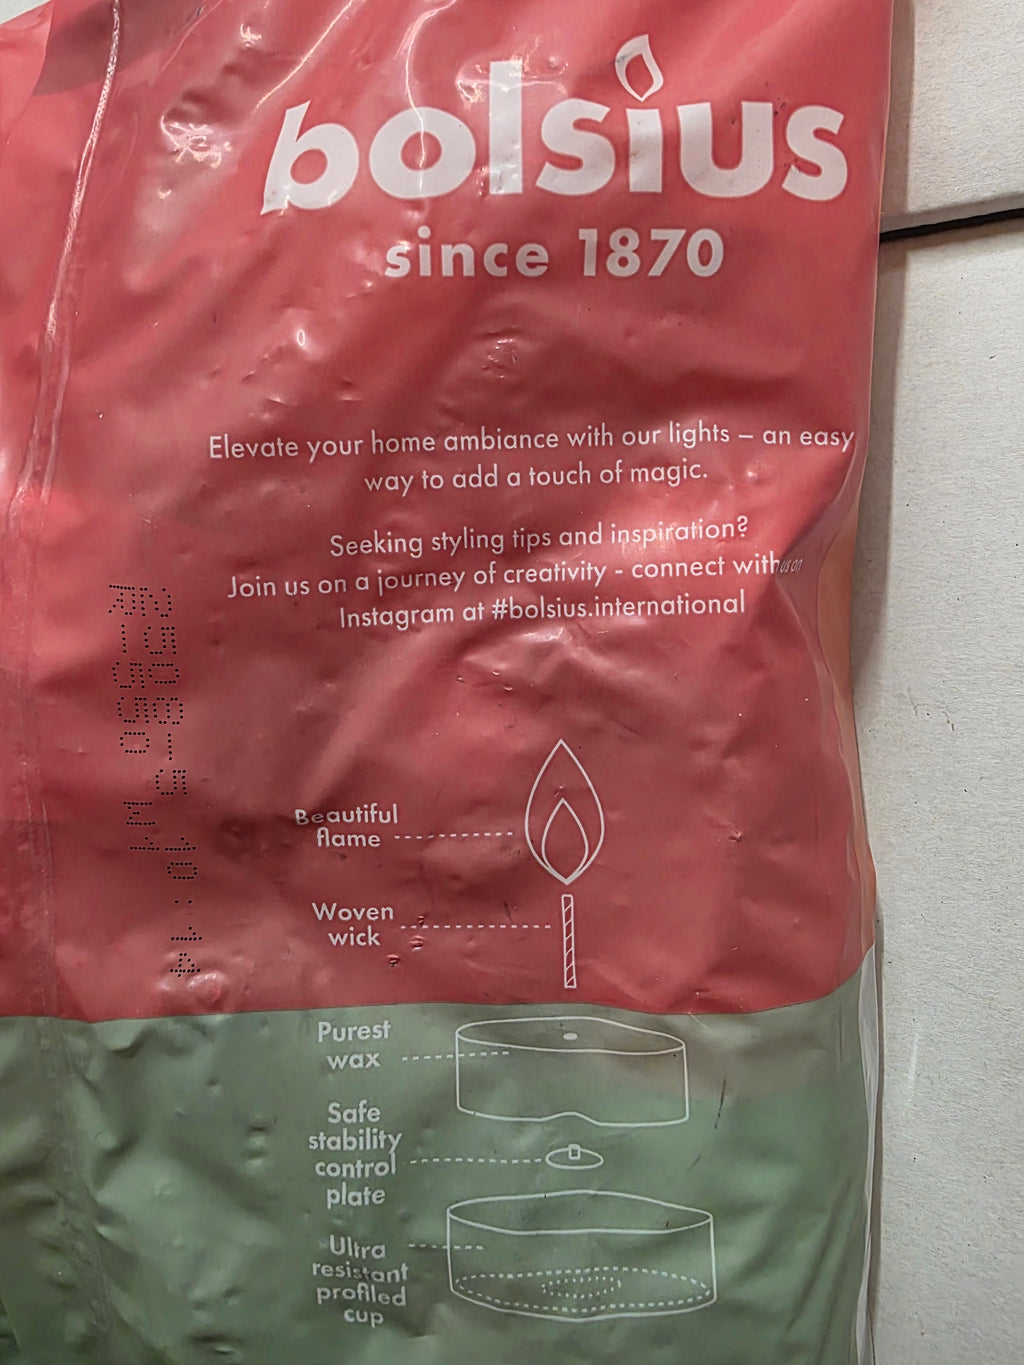 bolsius
since 1870
Elevate your home ambiance with our lights – an easy
way to add a touch of magic.
Seeking styling tips and inspiration?
Join us on a journey of creativity - connect with us on
Instagram at #bolsius.international
Beautiful
flame
Woven
wick
Purest
wax
Safe
stability
control
plate
Ultra
resistant
profiled
cup